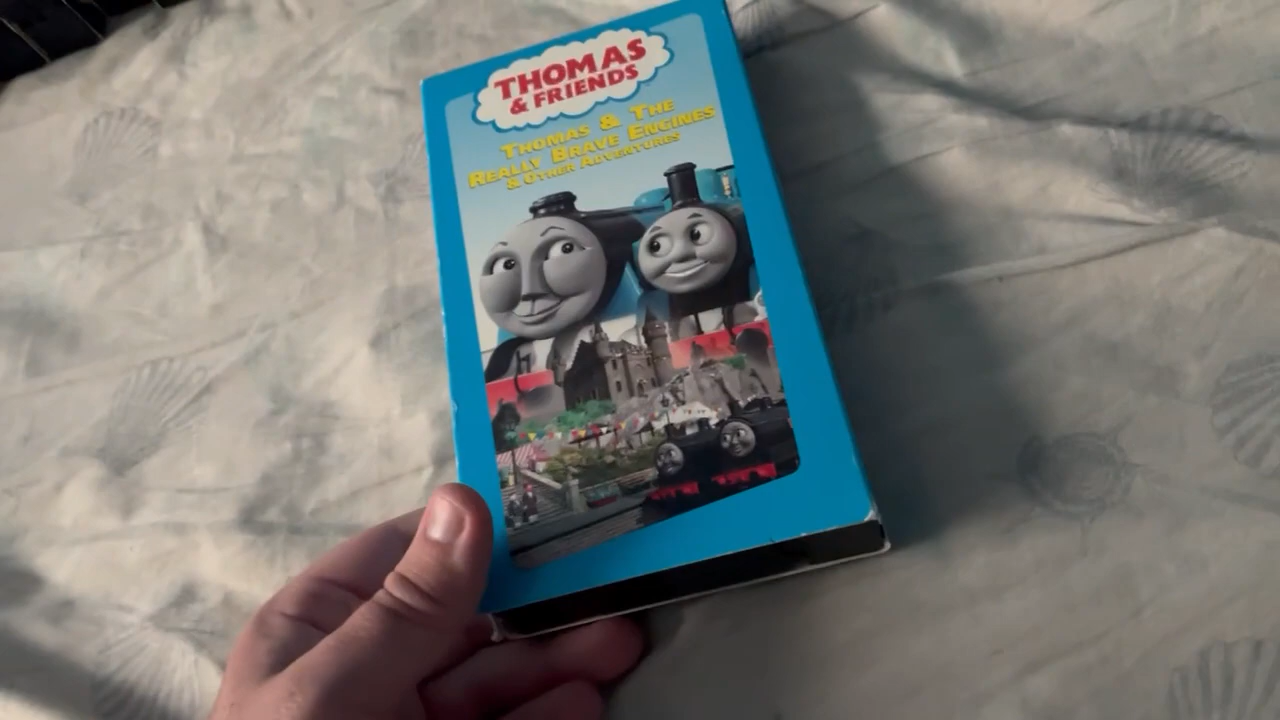 THOMAS
& FRIENDS
THOMAS & THE
REALLY BRAVE ENGINES
& OTHER ADVENTURES